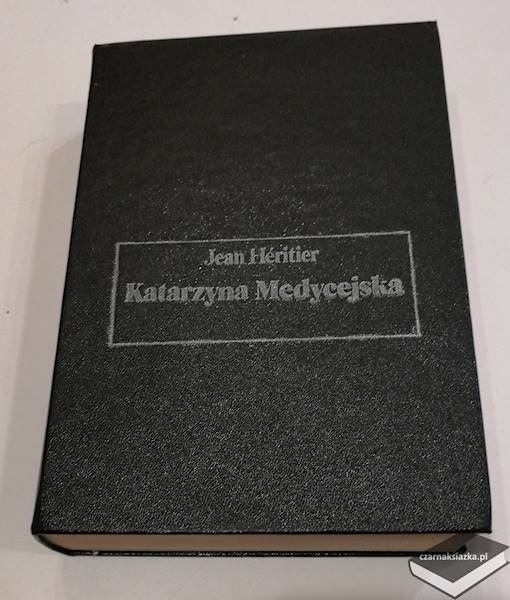 Jean Héritier
Katarzyna Medycejska
czarnaksiazka.pl